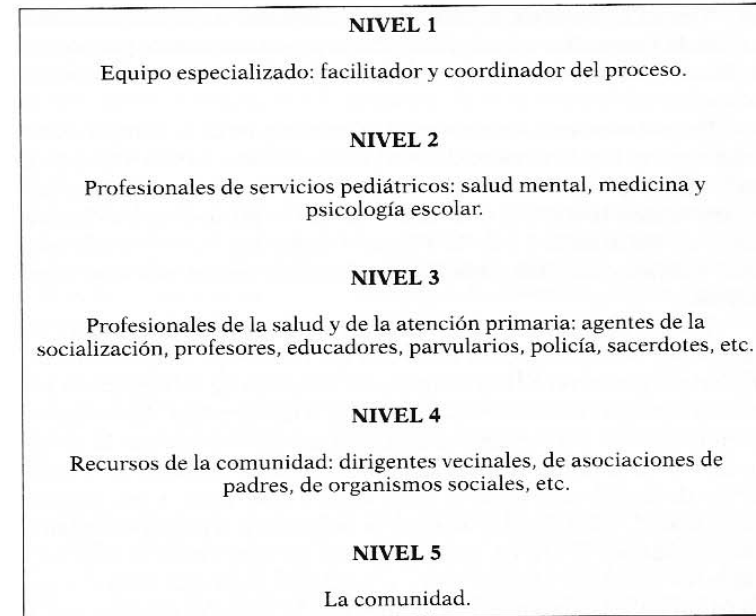 NIVEL 1
Equipo especializado: facilitador y coordinador del proceso.
NIVEL 2
Profesionales de servicios pediátricos: salud mental, medicina y
psicología escolar.
NIVEL 3
Profesionales de la salud y de la atención primaria: agentes de la
socialización, profesores, educadores, parvularios, policía, sacerdotes, etc.
NIVEL 4
Recursos de la comunidad: dirigentes vecinales, de asociaciones de
padres, de organismos sociales, etc.
NIVEL 5
La comunidad.